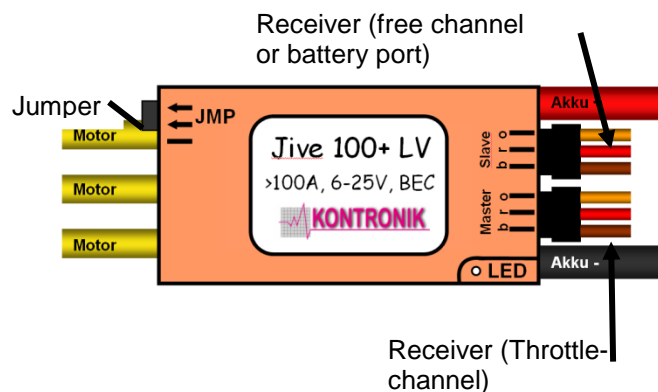 Receiver (free channel
or battery port)
Jumper
JMP
Motor
Motor
Motor
Jive 100+ LV
>100A, 6-25V, BEC
KONTRONIK
Slave
b r o
Master
b r o
LED
Akku +
Akku -
Receiver (Throttle-
channel)